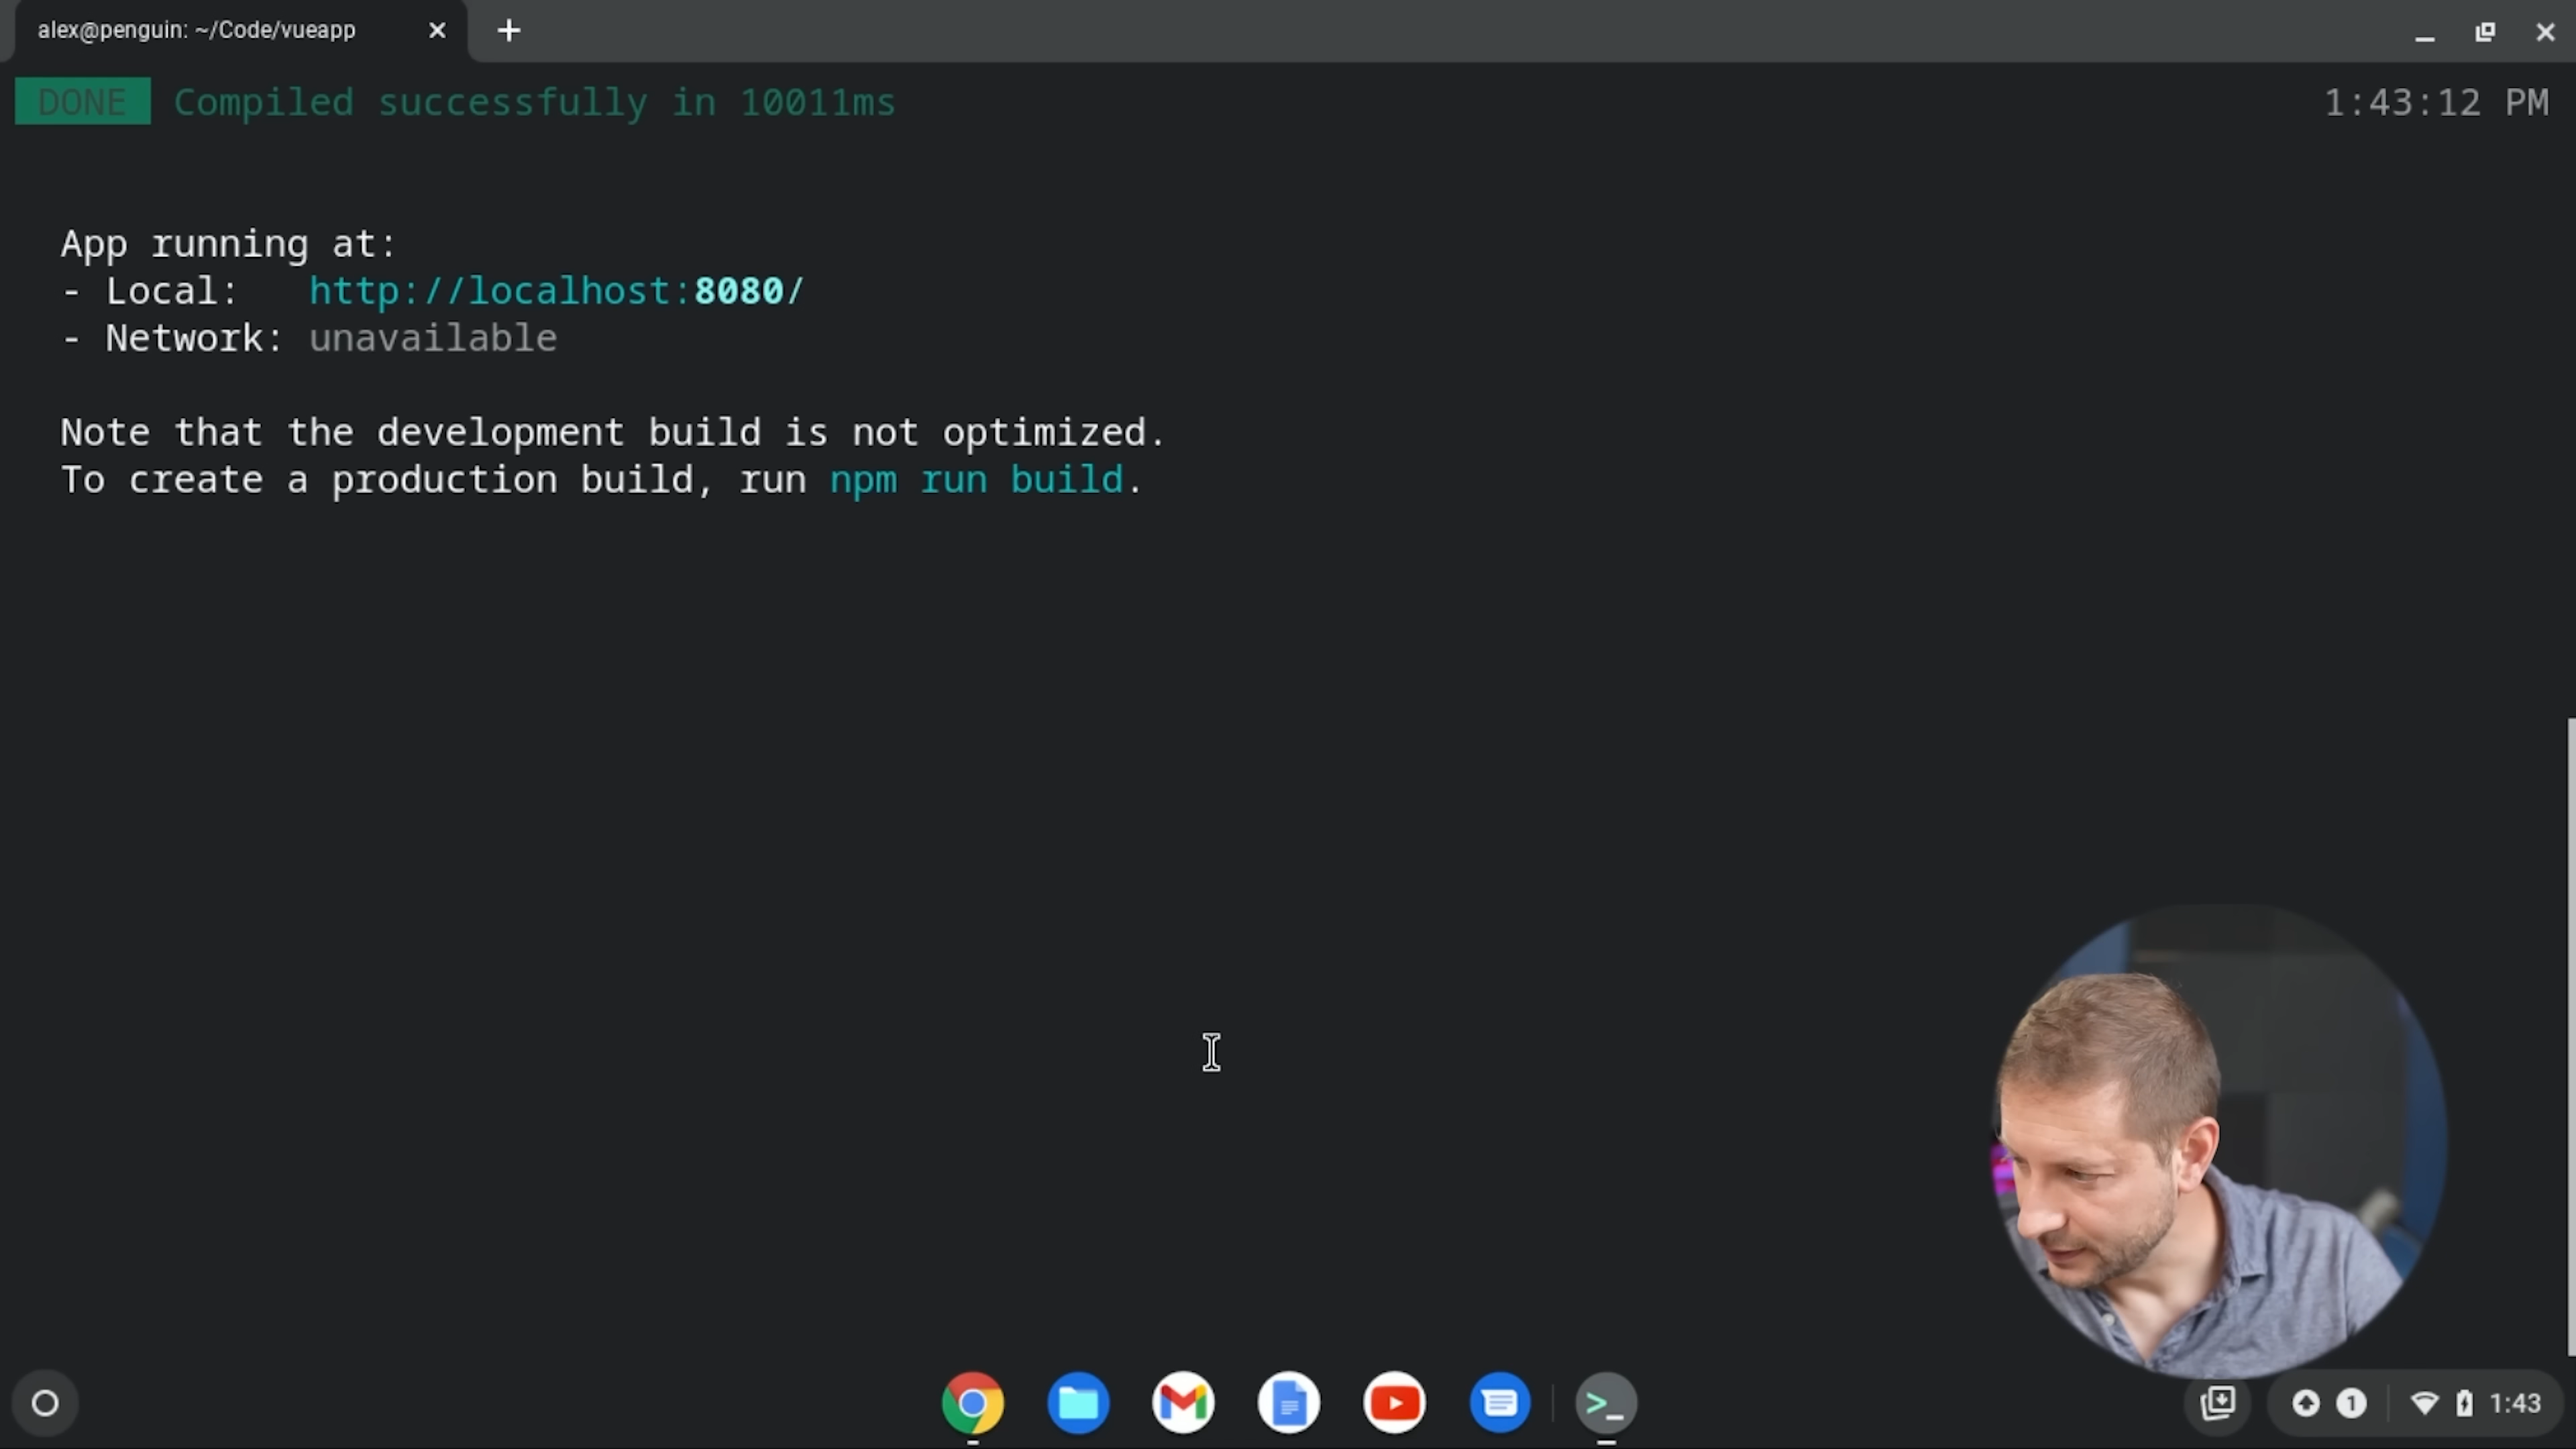 alex@penguin: ~/Code/vueapp
DONE Compiled successfully in 10011ms 1:43:12 PM
App running at:
- Local: http://localhost:8080/
- Network: unavailable
Note that the development build is not optimized.
To create a production build, run npm run build.
1 1:43